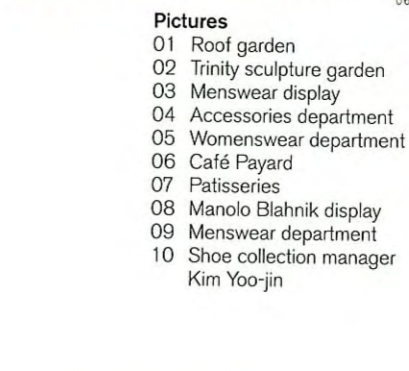 Pictures
01 Roof garden
02 Trinity sculpture garden
03 Menswear display
04 Accessories department
05 Womenswear department
06 Café Payard
07 Patisseries
08 Manolo Blahnik display
09 Menswear department
10 Shoe collection manager
Kim Yoo-jin